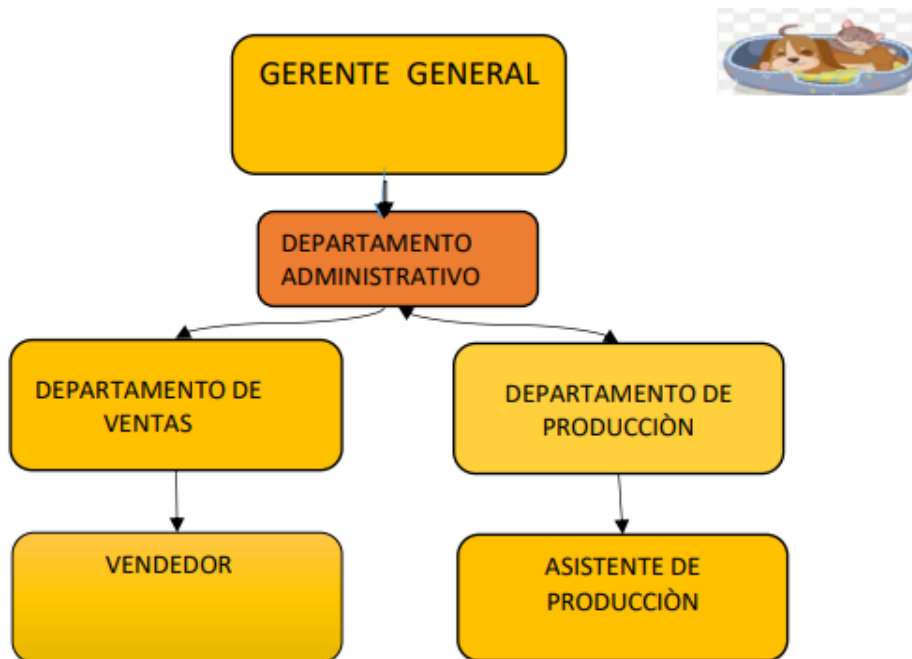 GERENTE GENERAL
DEPARTAMENTO
ADMINISTRATIVO
DEPARTAMENTO DE
VENTAS
DEPARTAMENTO DE
PRODUCCIÒN
VENDEDOR
ASISTENTE DE
PRODUCCIÒN